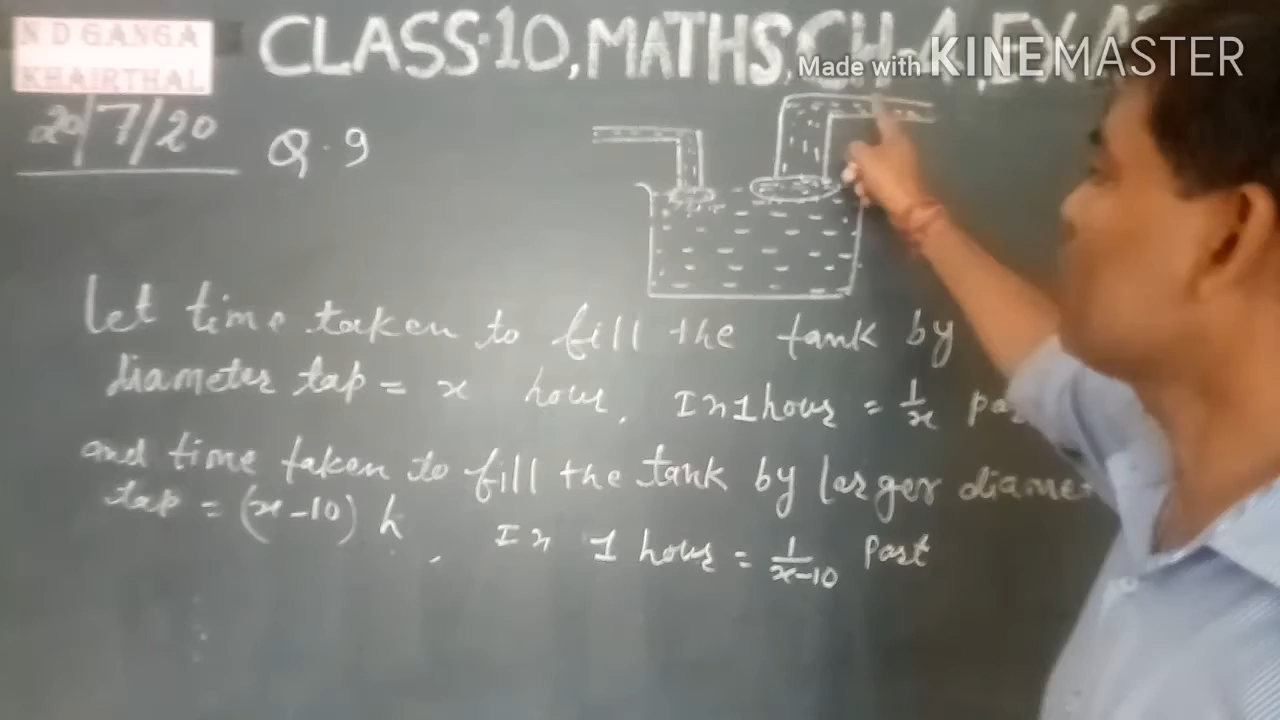 N D GANGA
KHAIRTHAL
CLASS-10, MATHS, CH-4, EX.
Made with KINEMASTER
20/7/20
Q.9
Let time taken to fill the tank by
diameter tap = x hour, In 1 hour = 1/x
and time taken to fill the tank by larger
tap = (x-10) h, In 1 hour = 1/x-10 Part